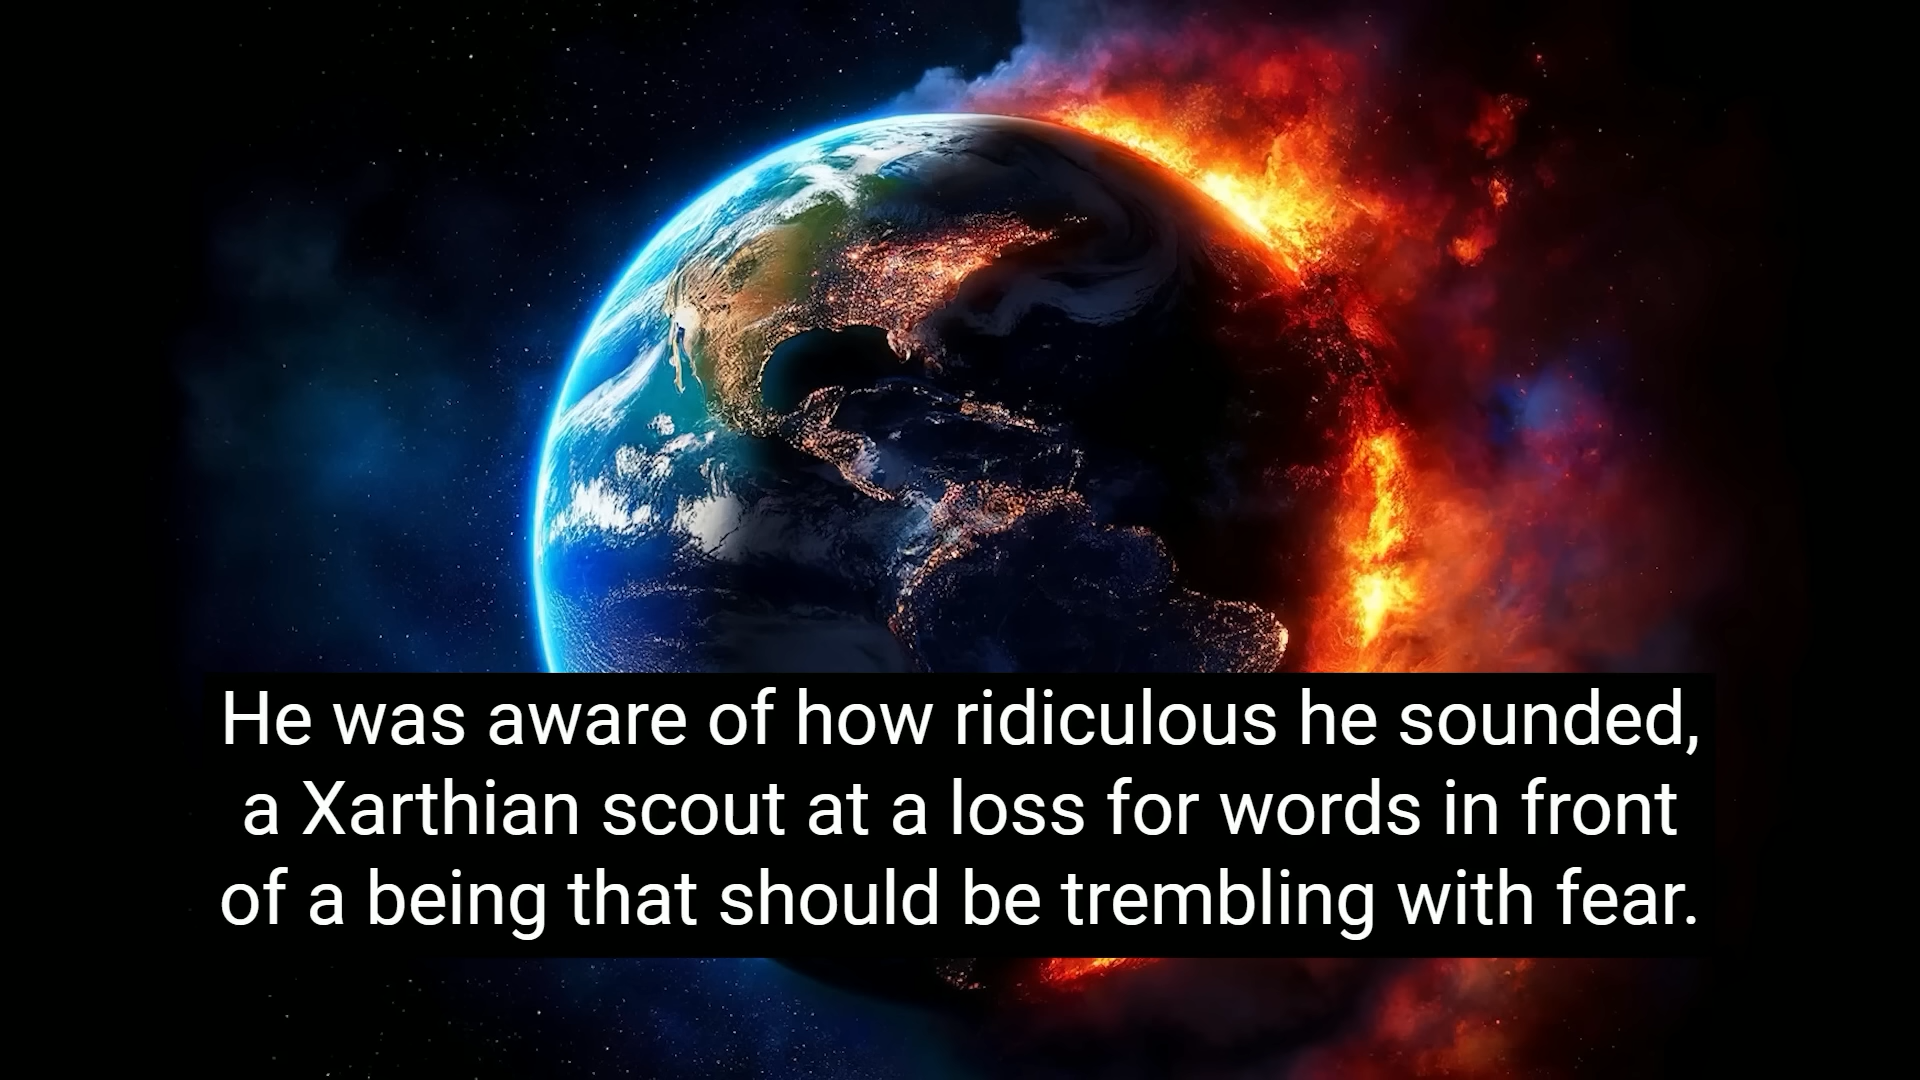 He was aware of how ridiculous he sounded,
a Xarthian scout at a loss for words in front
of a being that should be trembling with fear.